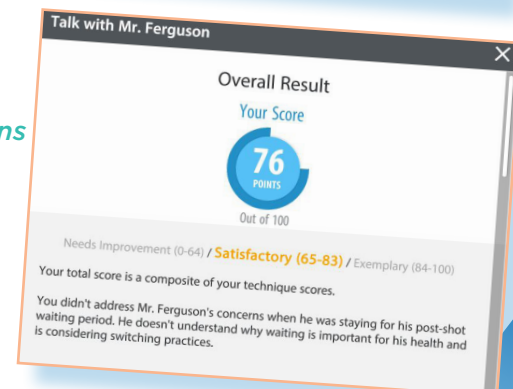 Talk with Mr. Ferguson
Overall Result
Your Score
76
POINTS
Out of 100
Needs Improvement (0-64) / Satisfactory (65-83) / Exemplary (84-100)
Your total score is a composite of your technique scores.
You didn't address Mr. Ferguson's concerns when he was staying for his post-shot
waiting period. He doesn't understand why waiting is important for his health and
is considering switching practices.